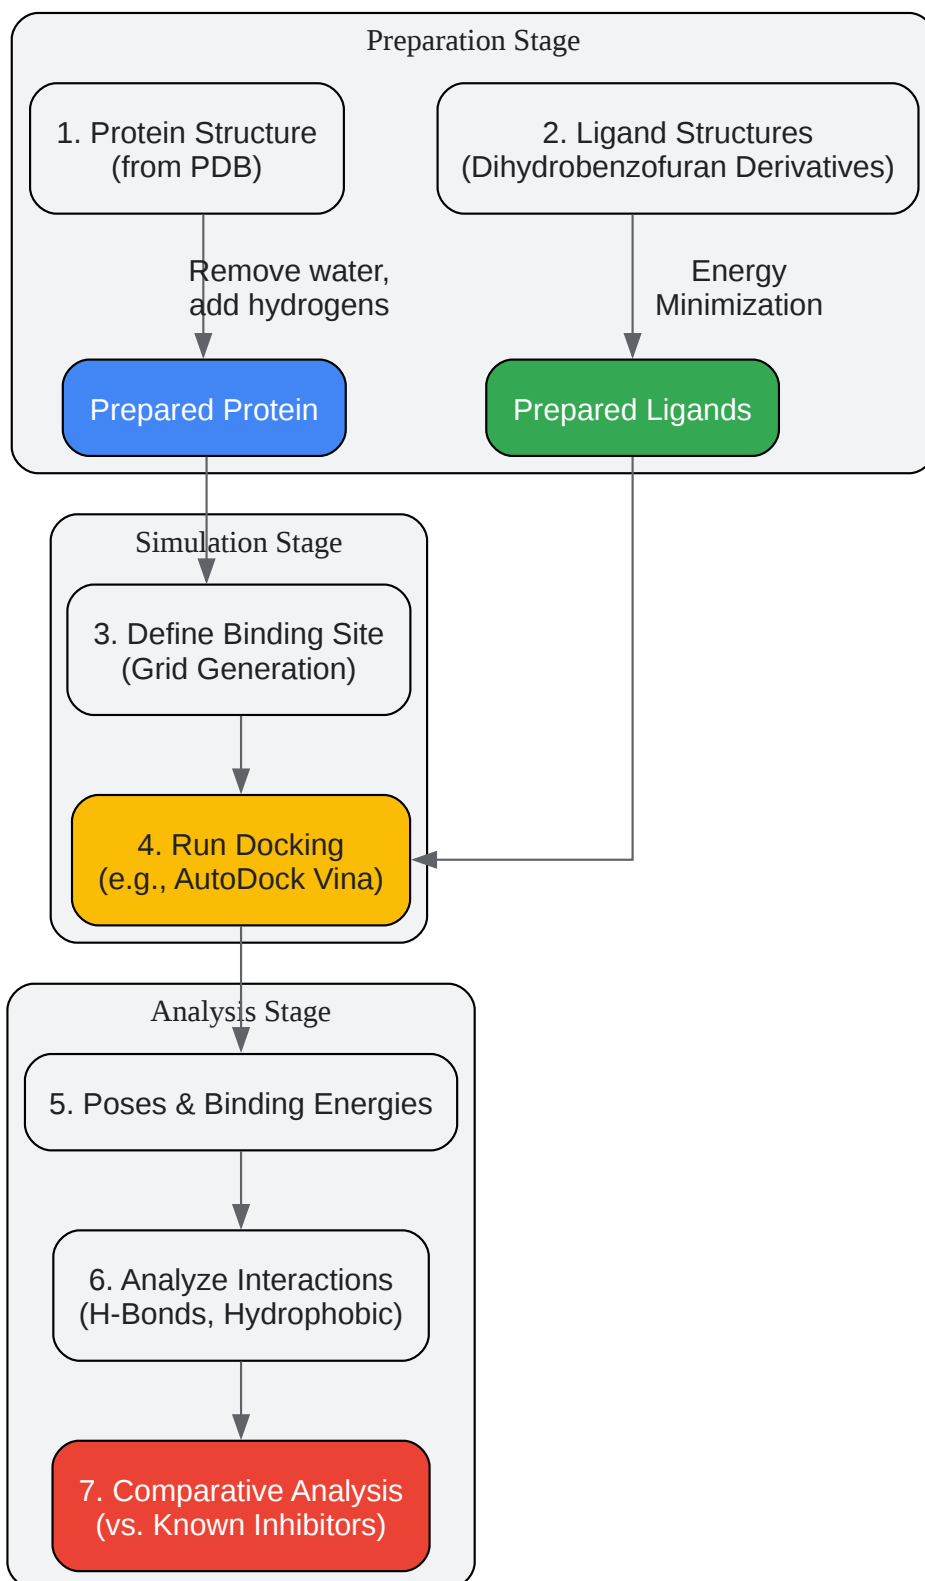 Preparation Stage
1. Protein Structure
(from PDB)
2. Ligand Structures
(Dihydrobenzofuran Derivatives)
Remove water,
add hydrogens
Energy
Minimization
Prepared Protein
Prepared Ligands
Simulation Stage
3. Define Binding Site
(Grid Generation)
4. Run Docking
(e.g., AutoDock Vina)
Analysis Stage
5. Poses & Binding Energies
6. Analyze Interactions
(H-Bonds, Hydrophobic)
7. Comparative Analysis
(vs. Known Inhibitors)